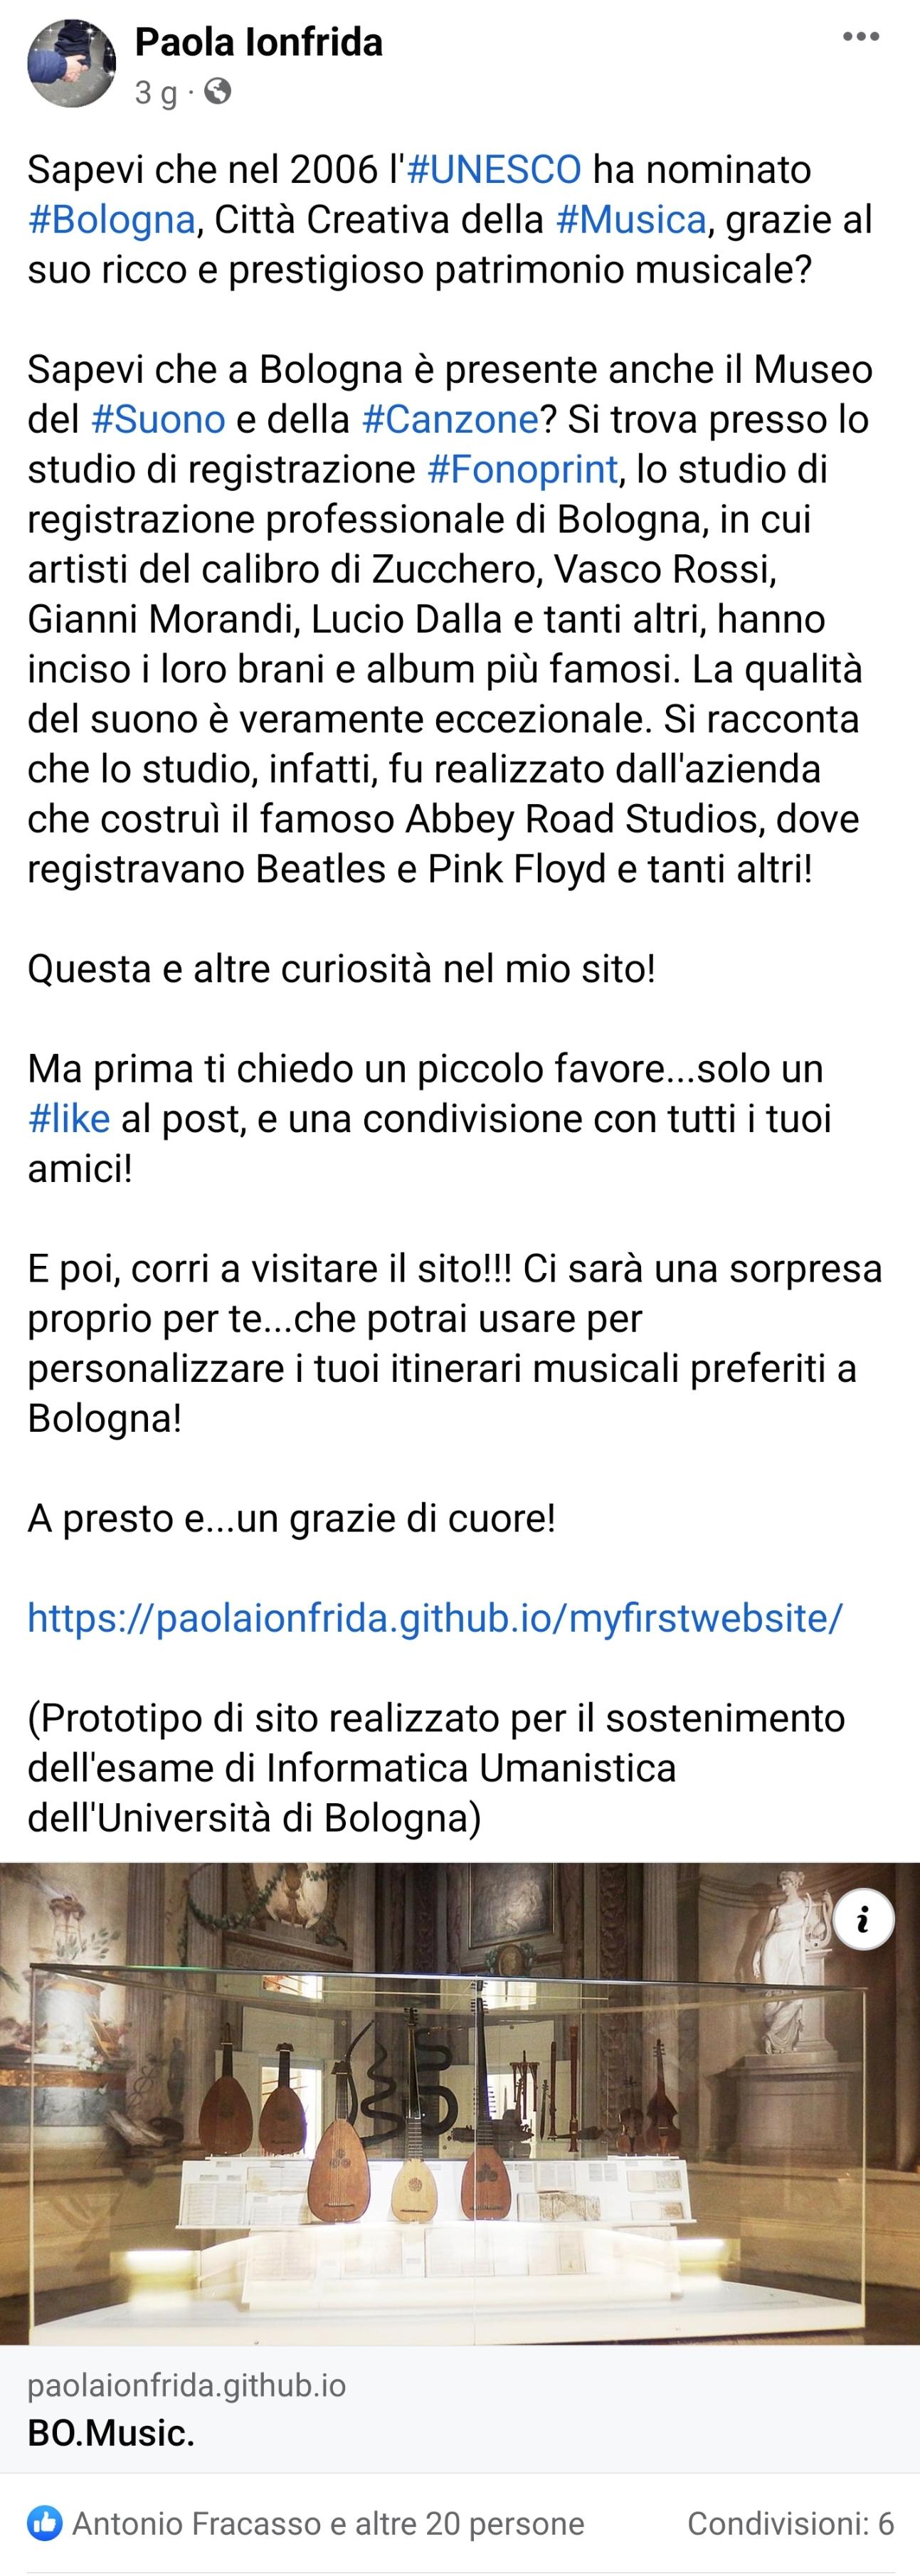 Paola Ionfrida
3 g ·
Sapevi che nel 2006 l'#UNESCO ha nominato
#Bologna, Città Creativa della #Musica, grazie al
suo ricco e prestigioso patrimonio musicale?
Sapevi che a Bologna è presente anche il Museo
del #Suono e della #Canzone? Si trova presso lo
studio di registrazione #Fonoprint, lo studio di
registrazione professionale di Bologna, in cui
artisti del calibro di Zucchero, Vasco Rossi,
Gianni Morandi, Lucio Dalla e tanti altri, hanno
inciso i loro brani e album più famosi. La qualità
del suono è veramente eccezionale. Si racconta
che lo studio, infatti, fu realizzato dall'azienda
che costruì il famoso Abbey Road Studios, dove
registravano Beatles e Pink Floyd e tanti altri!
Questa e altre curiosità nel mio sito!
Ma prima ti chiedo un piccolo favore...solo un
#like al post, e una condivisione con tutti i tuoi
amici!
E poi, corri a visitare il sito!!! Ci sarà una sorpresa
proprio per te...che potrai usare per
personalizzare i tuoi itinerari musicali preferiti a
Bologna!
A presto e...un grazie di cuore!
https://paolaionfrida.github.io/myfirstwebsite/
(Prototipo di sito realizzato per il sostenimento
dell'esame di Informatica Umanistica
dell'Università di Bologna)
i
paolaionfrida.github.io
BO.Music.
Antonio Fracasso e altre 20 persone
Condivisioni: 6